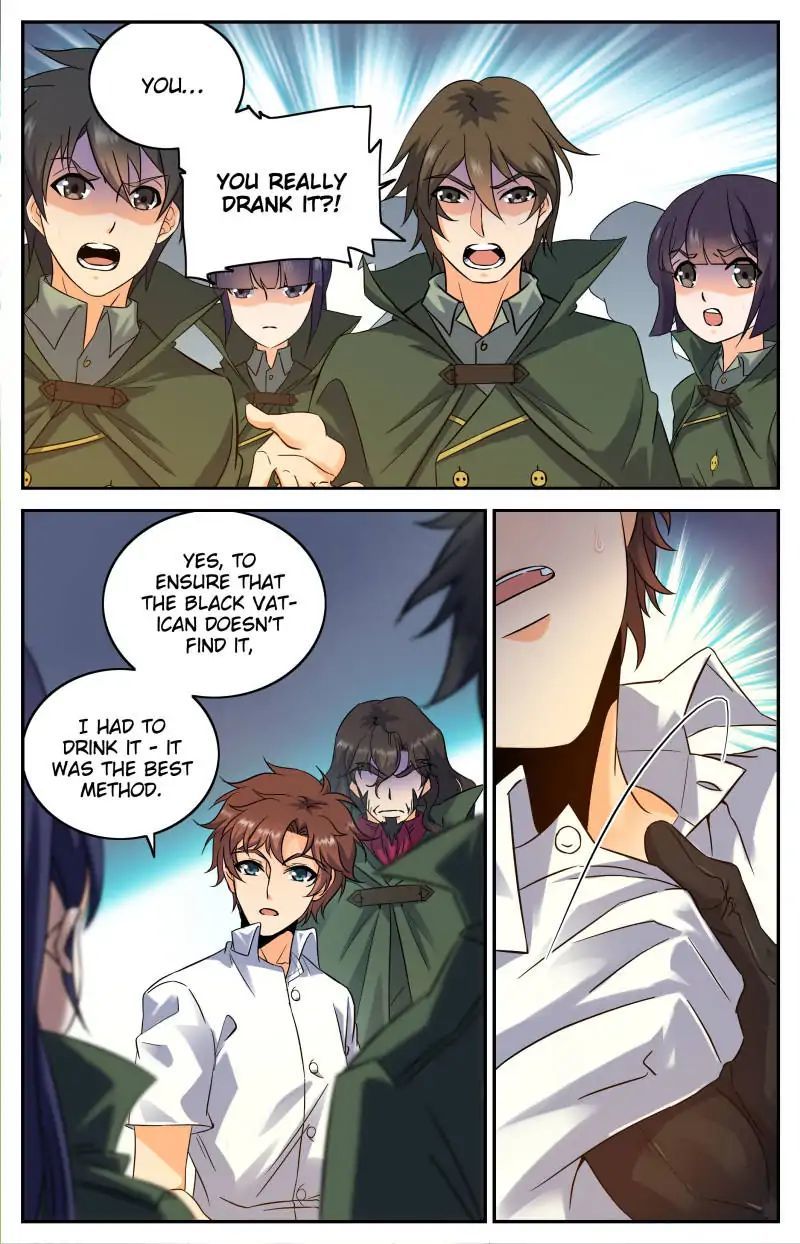 YOU...
YOU REALLY
DRANK IT?!
YES, TO
ENSURE THAT
THE BLACK VAT-
ICAN DOESN'T
FIND IT,
I HAD TO
DRINK IT - IT
WAS THE BEST
METHOD.